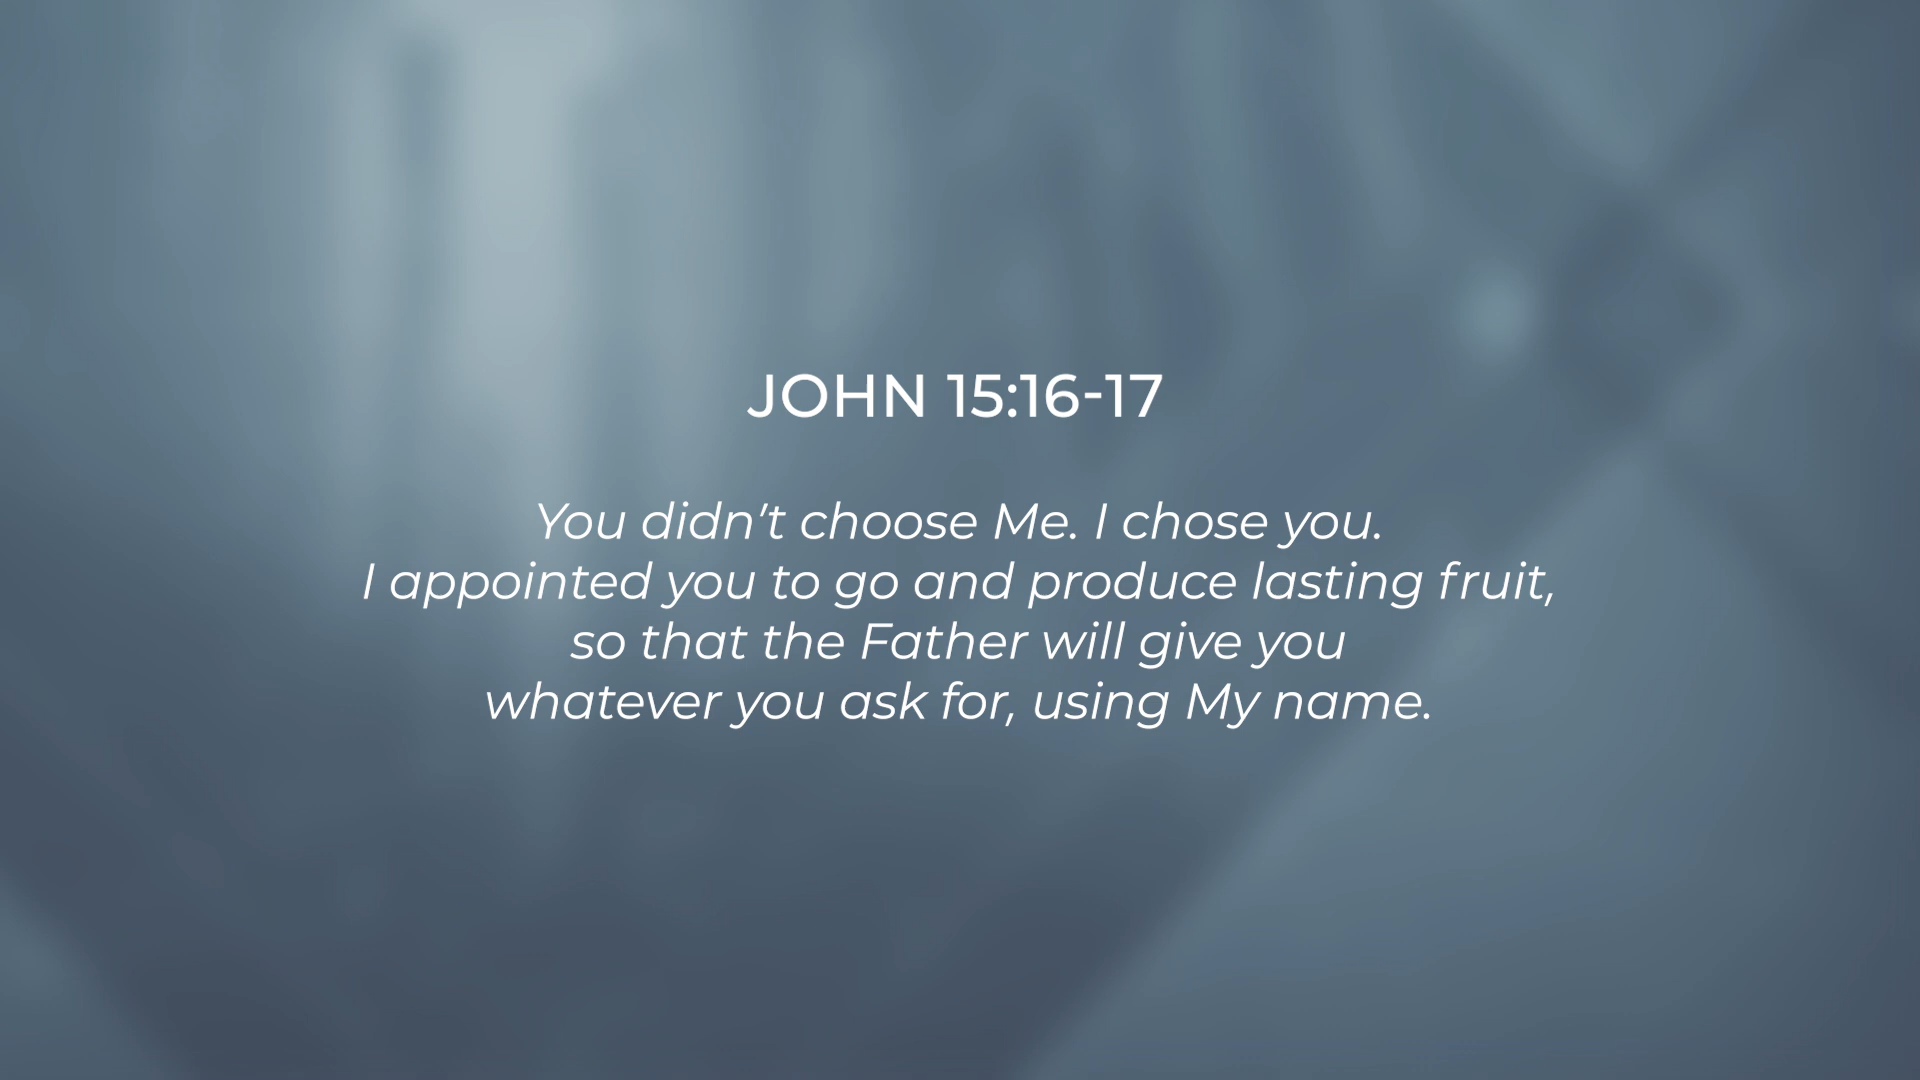 JOHN 15:16-17
You didn't choose Me. I chose you.
I appointed you to go and produce lasting fruit,
so that the Father will give you
whatever you ask for, using My name.